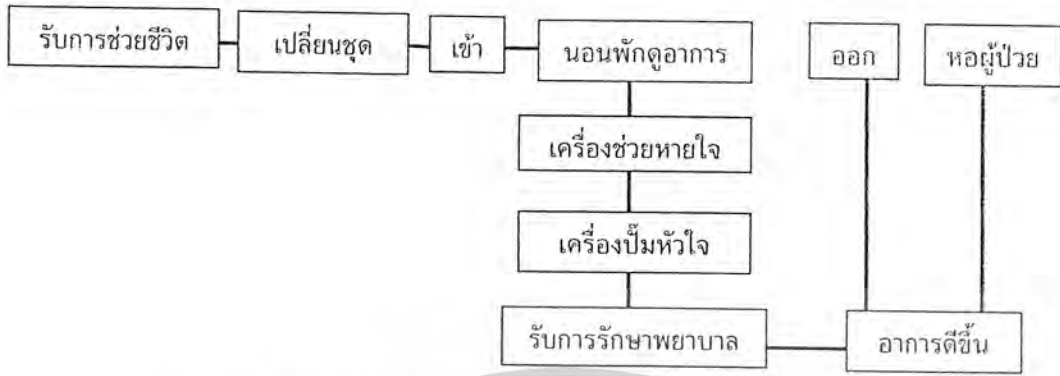 รับการช่วยชีวิต
เปลี่ยนชุด
เข้า
นอนพักดูอาการ
ออก
หอผู้ป่วย
เครื่องช่วยหายใจ
เครื่องปั๊มหัวใจ
รับการรักษาพยาบาล
อาการดีขึ้น